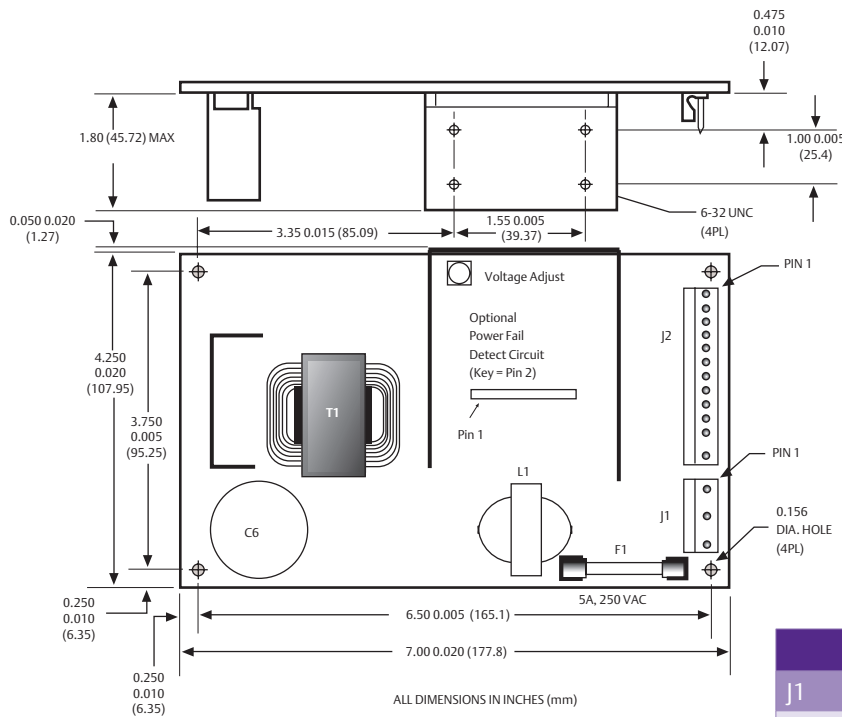 0.475
0.010
(12.07)
1.80 (45.72) MAX
1.00 0.005
(25.4)
6-32 UNC
(4PL)
0.050 0.020
(1.27)
3.35 0.015 (85.09)
1.55 0.005
(39.37)
PIN 1
Voltage Adjust
Optional
Power Fail
Detect Circuit
(Key = Pin 2)
J2
4.250
0.020
(107.95)
T1
3.750
0.005
(95.25)
Pin 1
PIN 1
L1
J1
0.156
DIA. HOLE
(4PL)
C6
F1
5A, 250 VAC
0.250
0.010
(6.35)
6.50 0.005 (165.1)
7.00 0.020 (177.8)
0.250
0.010
(6.35)
ALL DIMENSIONS IN INCHES (mm)
J1